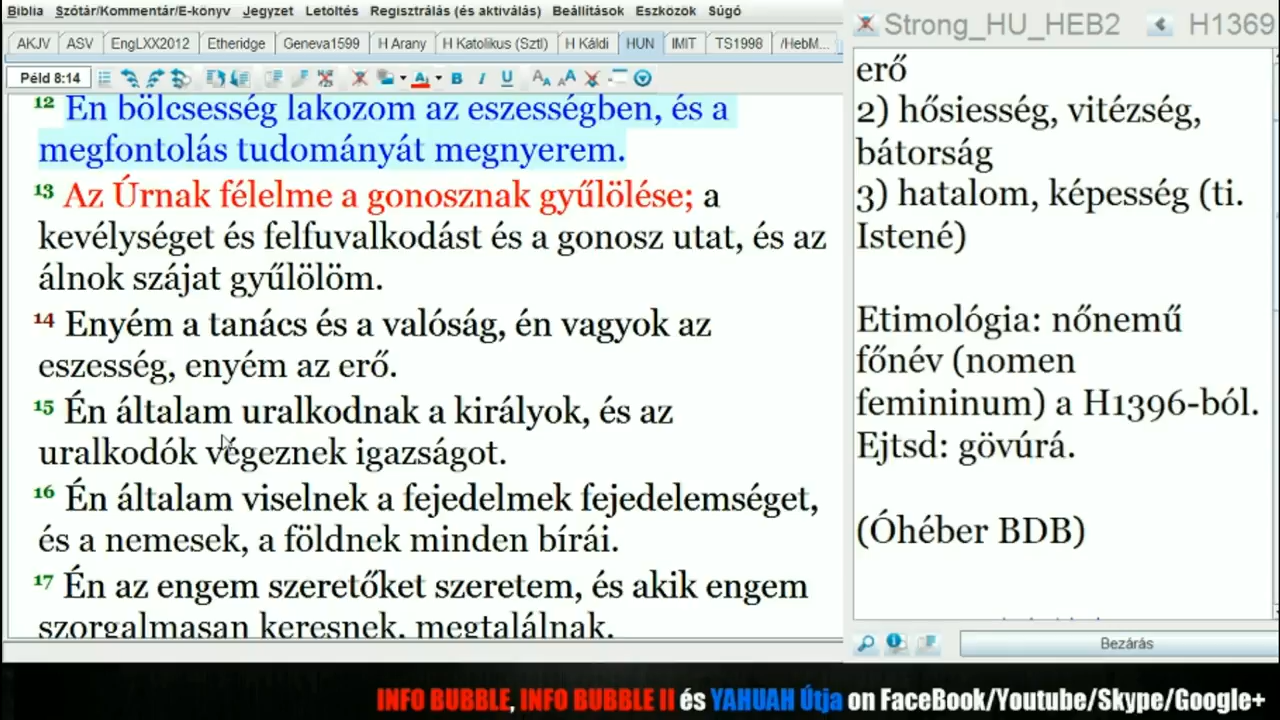 Biblia Szótár/Kommentár/E-könyv Jegyzet Letöltés Regisztrálás (és aktiválás) Beállítások Eszközök Súgó
AKJV ASV EngLXX2012 Etheridge Geneva1599 H Arany H Katolikus (Sztl) H Káldi HUN IMIT TS1998 /HebM...
Péld 8:14
12 Én bölcsesség lakozom az eszességben, és a
megfontolás tudományát megnyerem.
13 Az Úrnak félelme a gonosznak gyűlölése; a
kevélységet és felfuvalkodást és a gonosz utat, és az
álnok szájat gyűlölöm.
14 Enyém a tanács és a valóság, én vagyok az
eszesség, enyém az erő.
15 Én általam uralkodnak a királyok, és az
uralkodók végeznek igazságot.
16 Én általam viselnek a fejedelmek fejedelemséget,
és a nemesek, a földnek minden bírái.
17 Én az engem szeretőket szeretem, és akik engem
szorgalmasan keresnek, megtalálnak.
Strong_HU_HEB2 H1369
erő
2) hősiesség, vitézség,
bátorság
3) hatalom, képesség (ti.
Istené)
Etimológia: nőnemű
főnév (nomen
femininum) a H1396-ból.
Ejtsd: gövúrá.
(Óhéber BDB)
Bezárás
INFO BUBBLE, INFO BUBBLE II és YAHUAH Útja on FaceBook/Youtube/Skype/Google+